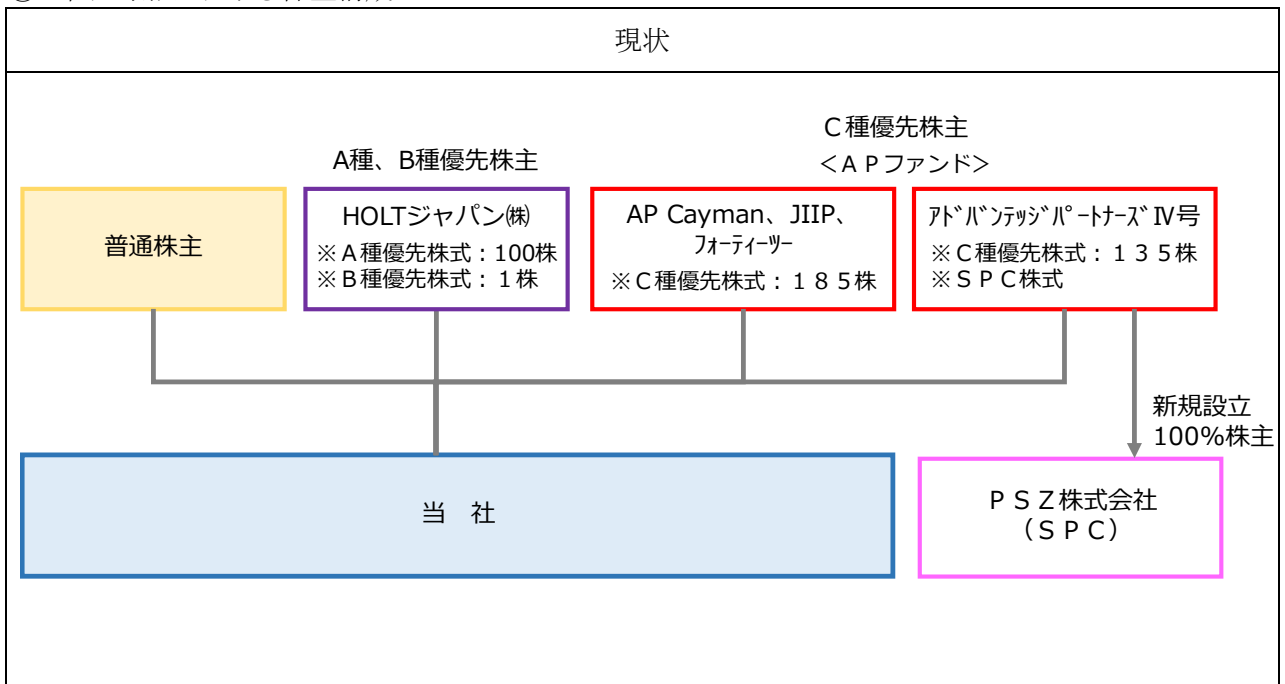 現状
C種優先株主
<APファンド>
A種、B種優先株主
普通株主
HOLTジャパン㈱
※A種優先株式:100株
※B種優先株式:1株
AP Cayman、JIIP、
フォーティーツー
※C種優先株式:185株
ｱﾄﾞﾊﾞﾝﾃｯｼﾞﾊﾟｰﾄﾅｰｽﾞⅣ号
※C種優先株式:135株
※SPC株式
新規設立
100%株主
当 社
PSZ株式会社
(SPC)